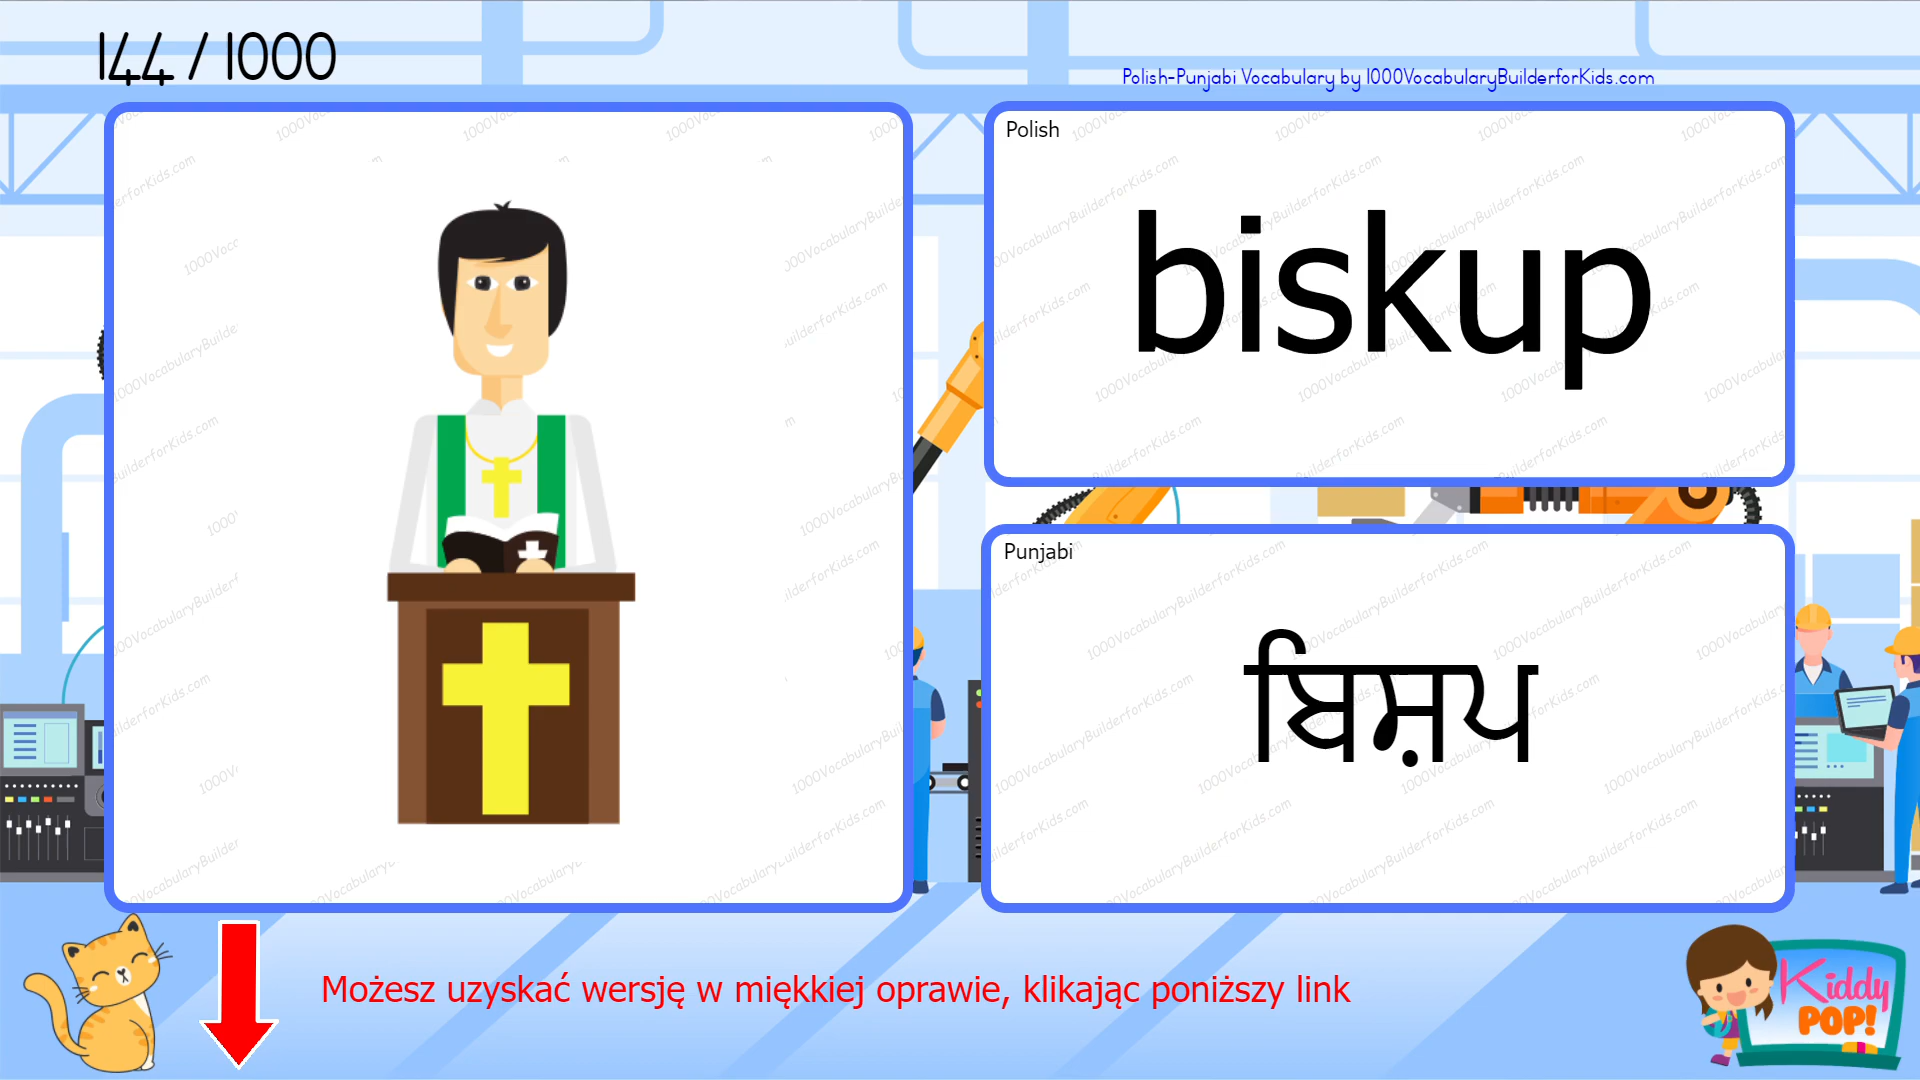 144 / 1000
Polish-Punjabi Vocabulary by 1000VocabularyBuilderforKids.com
Polish
biskup
Punjabi
ਬਿਸ਼ਪ
Możesz uzyskać wersję w miękkiej oprawie, klikając poniższy link
Kiddy
POP!